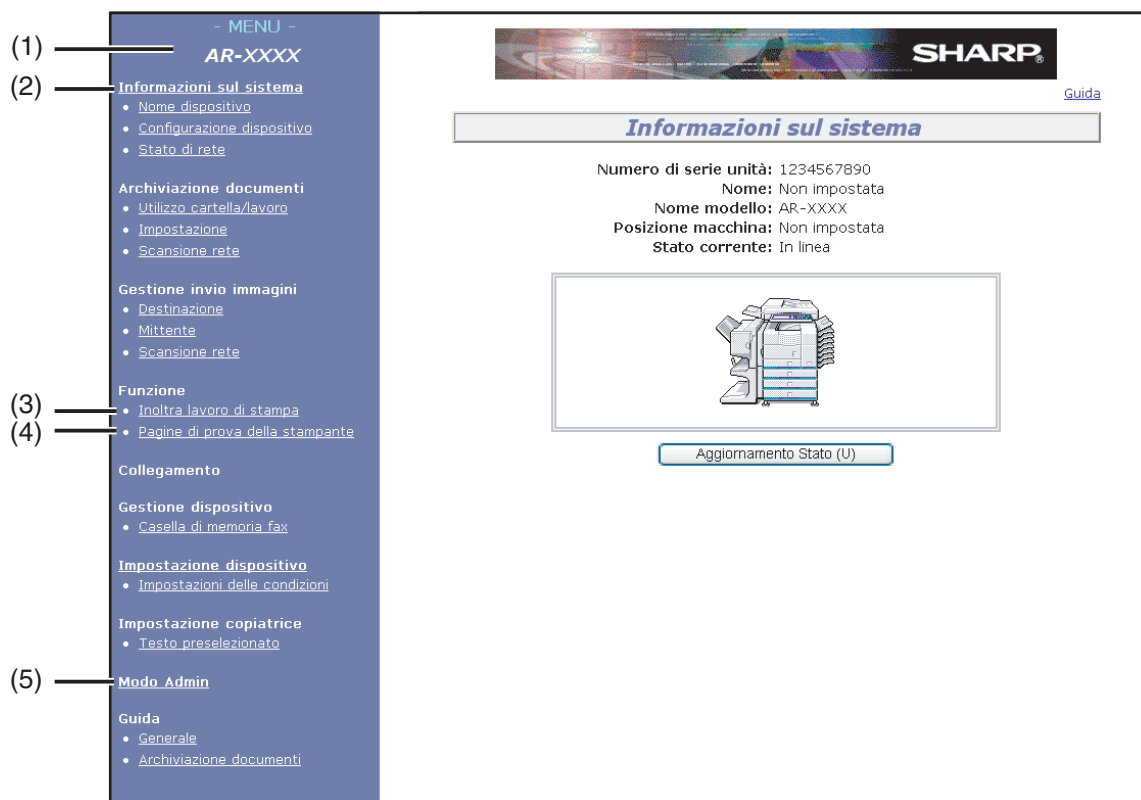 (1)
(2)
(3)
(4)
(5)
- MENU -
AR-XXXX
Informazioni sul sistema
• Nome dispositivo
• Configurazione dispositivo
• Stato di rete
Archiviazione documenti
• Utilizzo cartella/lavoro
• Impostazione
• Scansione rete
Gestione invio immagini
• Destinazione
• Mittente
• Scansione rete
Funzione
• Inoltra lavoro di stampa
• Pagine di prova della stampante
Collegamento
Gestione dispositivo
• Casella di memoria fax
Impostazione dispositivo
• Impostazioni delle condizioni
Impostazione copiatrice
• Testo preselezionato
Modo Admin
Guida
• Generale
• Archiviazione documenti
SHARP®
Guida
Informazioni sul sistema
Numero di serie unità: 1234567890
Nome: Non impostata
Nome modello: AR-XXXX
Posizione macchina: Non impostata
Stato corrente: In linea
Aggiornamento Stato (U)